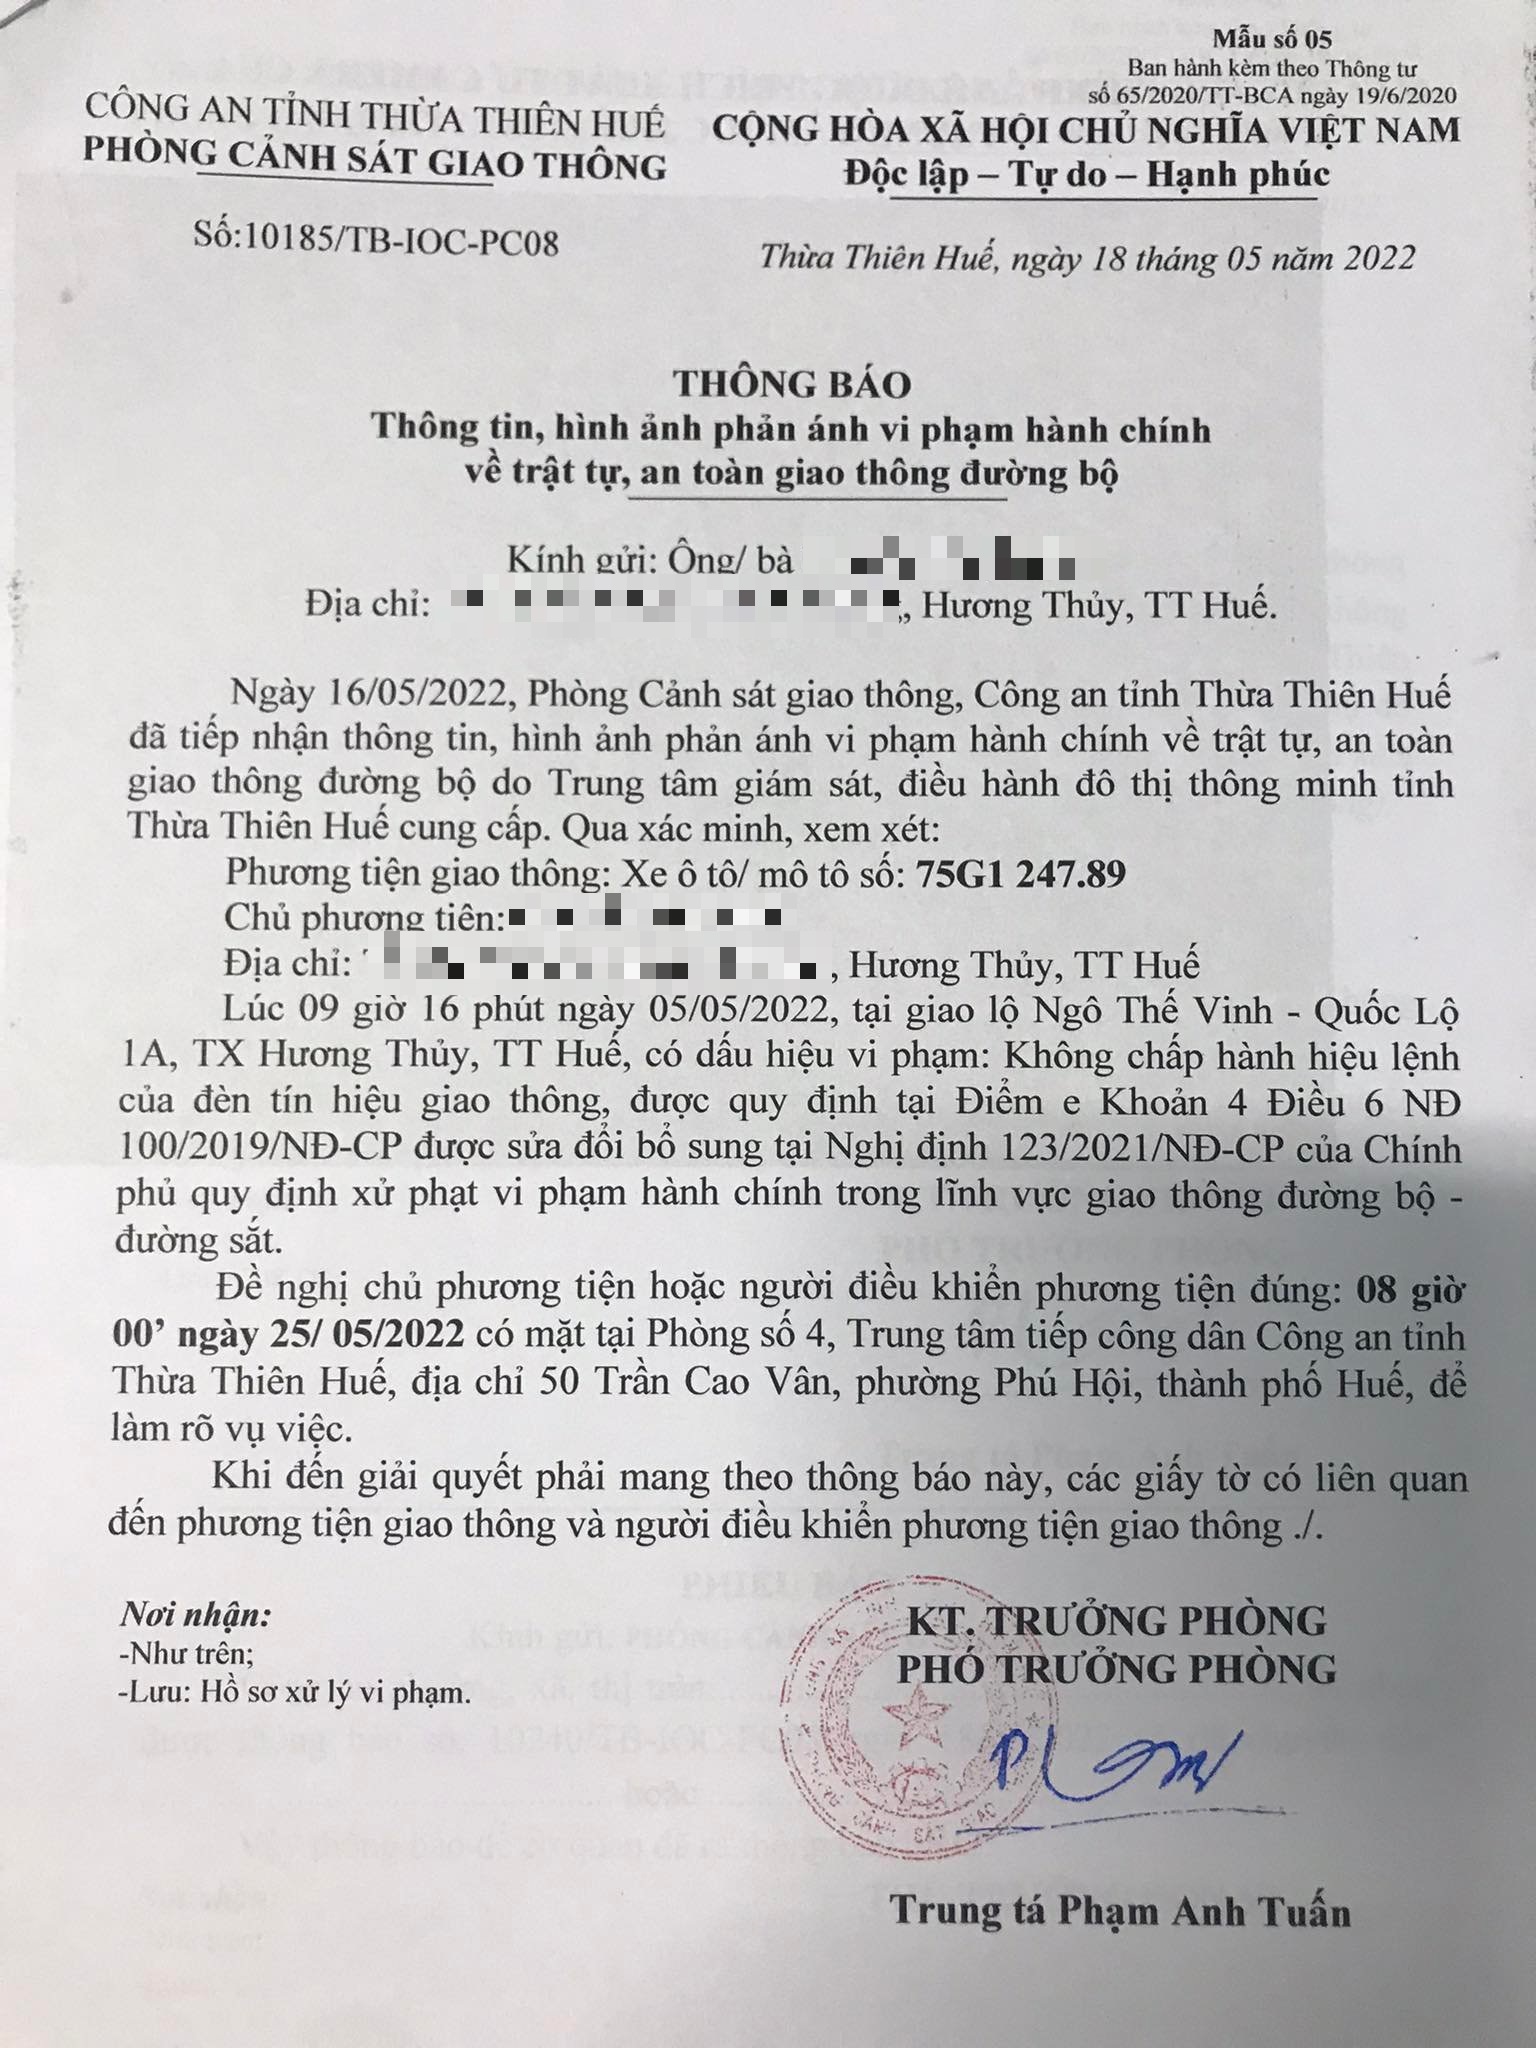 Mẫu số 05
Ban hành kèm theo Thông tư
số 65/2020/TT-BCA ngày 19/6/2020
CÔNG AN TỈNH THỪA THIÊN HUẾ
PHÒNG CẢNH SÁT GIAO THÔNG
CỘNG HÒA XÃ HỘI CHỦ NGHĨA VIỆT NAM
Độc lập – Tự do – Hạnh phúc
Số:10185/TB-IOC-PC08
Thừa Thiên Huế, ngày 18 tháng 05 năm 2022
THÔNG BÁO
Thông tin, hình ảnh phản ánh vi phạm hành chính
về trật tự, an toàn giao thông đường bộ
Kính gửi: Ông/ bà
Địa chỉ: , Hương Thủy, TT Huế.
Ngày 16/05/2022, Phòng Cảnh sát giao thông, Công an tỉnh Thừa Thiên Huế
đã tiếp nhận thông tin, hình ảnh phản ánh vi phạm hành chính về trật tự, an toàn
giao thông đường bộ do Trung tâm giám sát, điều hành đô thị thông minh tỉnh
Thừa Thiên Huế cung cấp. Qua xác minh, xem xét:
Phương tiện giao thông: Xe ô tô/ mô tô số: 75G1 247.89
Chủ phương tiện:
Địa chỉ: , Hương Thủy, TT Huế
Lúc 09 giờ 16 phút ngày 05/05/2022, tại giao lộ Ngô Thế Vinh - Quốc Lộ
1A, TX Hương Thủy, TT Huế, có dấu hiệu vi phạm: Không chấp hành hiệu lệnh
của đèn tín hiệu giao thông, được quy định tại Điểm e Khoản 4 Điều 6 NĐ
100/2019/NĐ-CP được sửa đổi bổ sung tại Nghị định 123/2021/NĐ-CP của Chính
phủ quy định xử phạt vi phạm hành chính trong lĩnh vực giao thông đường bộ -
đường sắt.
Đề nghị chủ phương tiện hoặc người điều khiển phương tiện đúng: 08 giờ
00’ ngày 25/ 05/2022 có mặt tại Phòng số 4, Trung tâm tiếp công dân Công an tỉnh
Thừa Thiên Huế, địa chỉ 50 Trần Cao Vân, phường Phú Hội, thành phố Huế, để
làm rõ vụ việc.
Khi đến giải quyết phải mang theo thông báo này, các giấy tờ có liên quan
đến phương tiện giao thông và người điều khiển phương tiện giao thông ./.
Nơi nhận:
-Như trên;
-Lưu: Hồ sơ xử lý vi phạm.
KT. TRƯỞNG PHÒNG
PHÓ TRƯỞNG PHÒNG
CẢNH SÁT GIAO
Trung tá Phạm Anh Tuấn